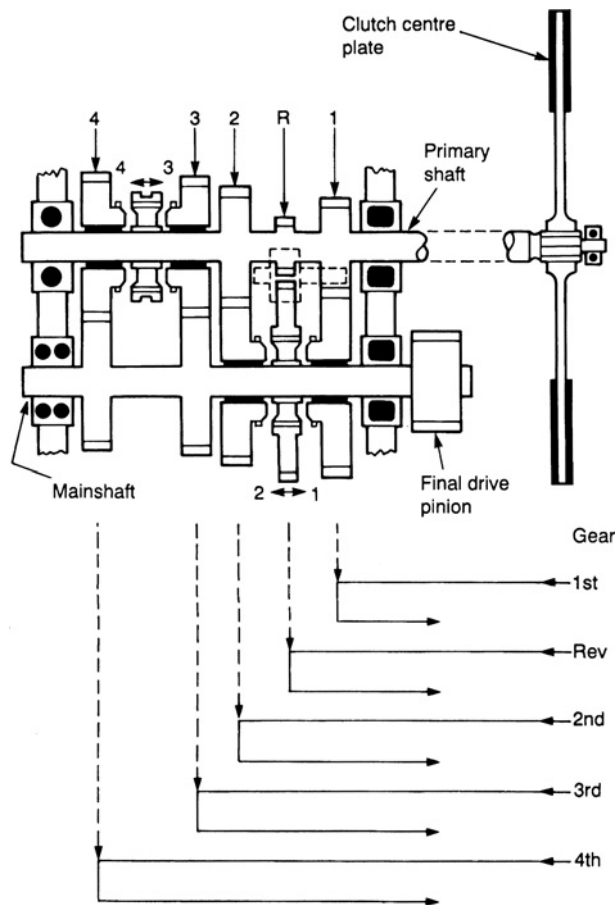 Clutch centre
plate
4 3 2 R 1
4 3
Primary
shaft
Mainshaft
2 1
Final drive
pinion
Gear
1st
Rev
2nd
3rd
4th